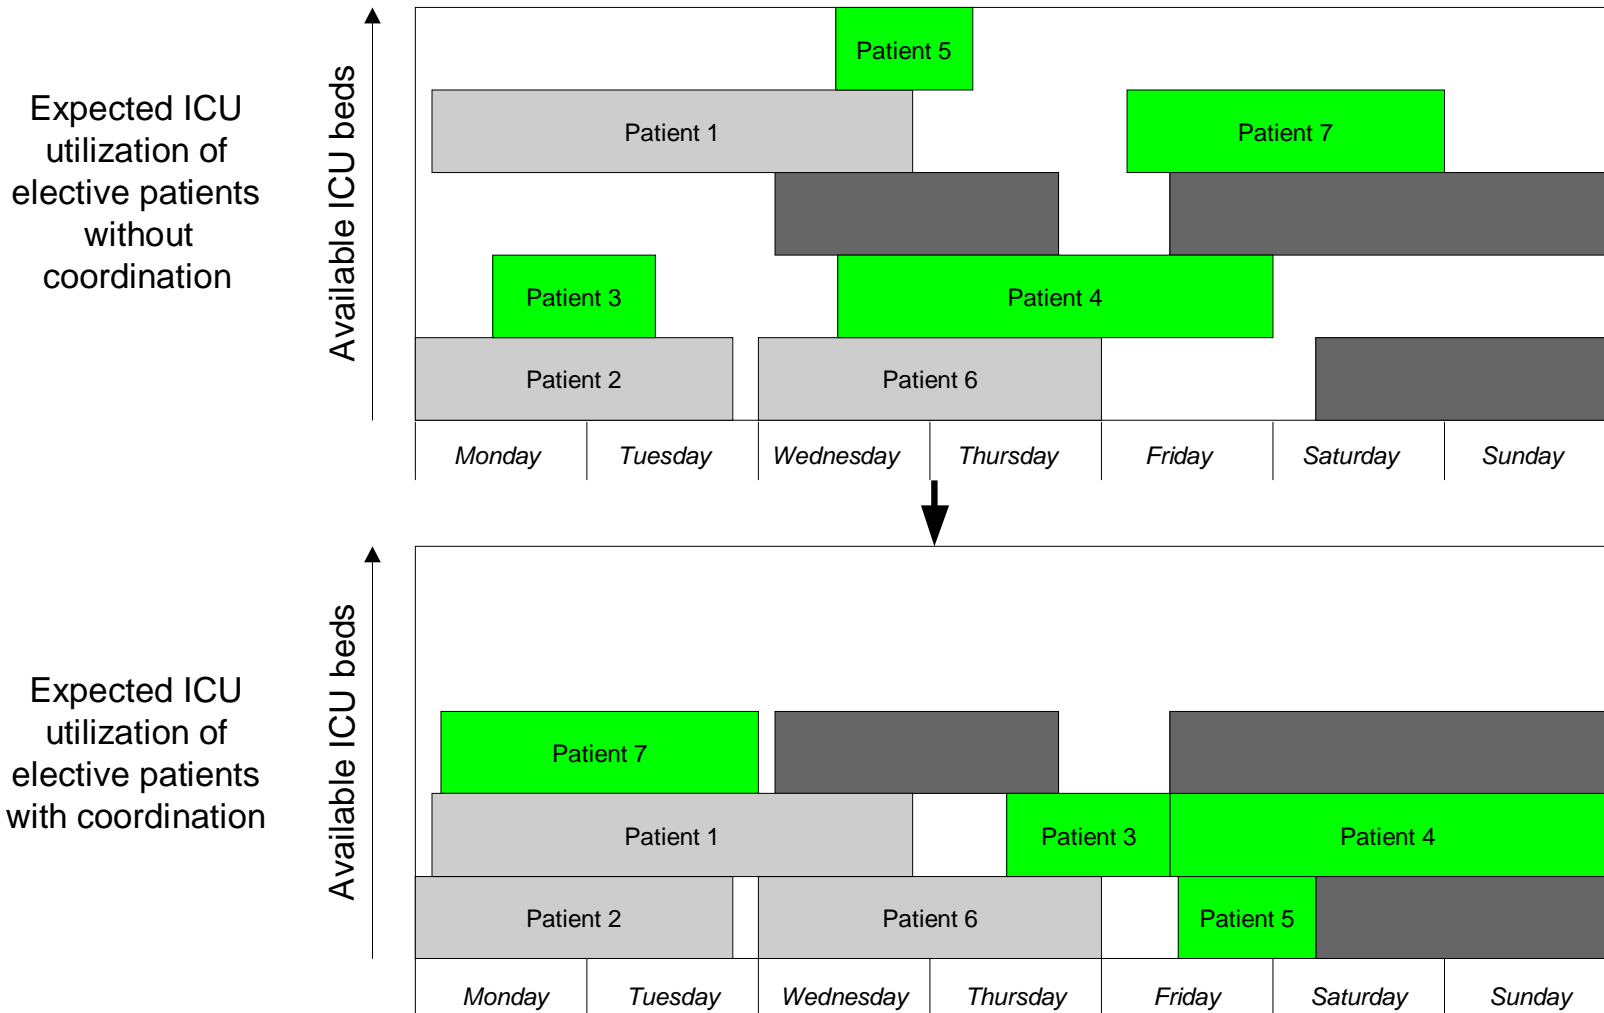 Expected ICU
utilization of
elective patients
without
coordination
Available ICU beds
Patient 5
Patient 1
Patient 7
Patient 3
Patient 4
Patient 2
Patient 6
Monday
Tuesday
Wednesday
Thursday
Friday
Saturday
Sunday
Expected ICU
utilization of
elective patients
with coordination
Available ICU beds
Patient 7
Patient 1
Patient 3
Patient 4
Patient 2
Patient 6
Patient 5
Monday
Tuesday
Wednesday
Thursday
Friday
Saturday
Sunday